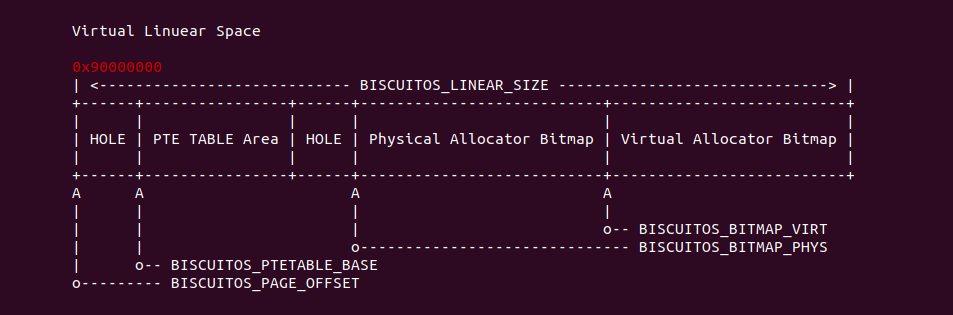 Virtual Linuear Space
0x90000000
| <---------------------------- BISCUITOS_LINEAR_SIZE ------------------------------> |
+------+----------------+------+---------------------------+--------------------------+
|      |                |      |                           |                          |
| HOLE | PTE TABLE Area | HOLE | Physical Allocator Bitmap | Virtual Allocator Bitmap |
|      |                |      |                           |                          |
+------+----------------+------+---------------------------+--------------------------+
A      A                       A                           A
|      |                       |                           |
|      |                       |                           o-- BISCUITOS_BITMAP_VIRT
|      |                       o------------------------------ BISCUITOS_BITMAP_PHYS
|      o-- BISCUITOS_PTETABLE_BASE
o--------- BISCUITOS_PAGE_OFFSET